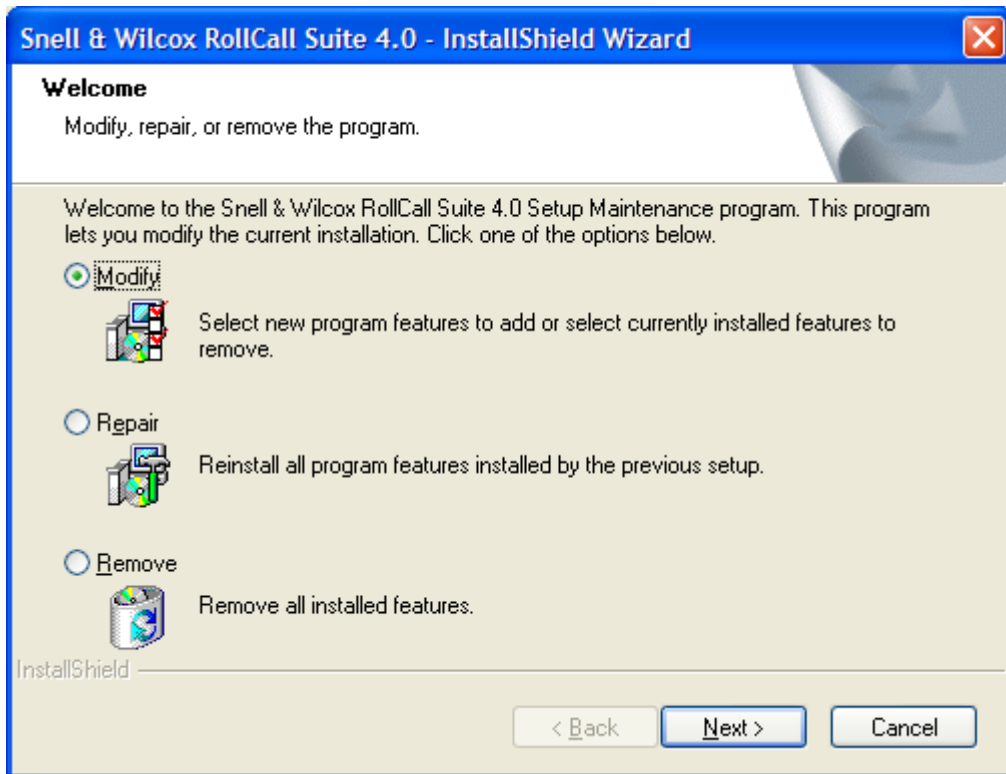 Snell & Wilcox RollCall Suite 4.0 - InstallShield Wizard
Welcome
Modify, repair, or remove the program.
Welcome to the Snell & Wilcox RollCall Suite 4.0 Setup Maintenance program. This program
lets you modify the current installation. Click one of the options below.
Modify
Select new program features to add or select currently installed features to
remove.
Repair
Reinstall all program features installed by the previous setup.
Remove
Remove all installed features.
InstallShield
< Back Next > Cancel